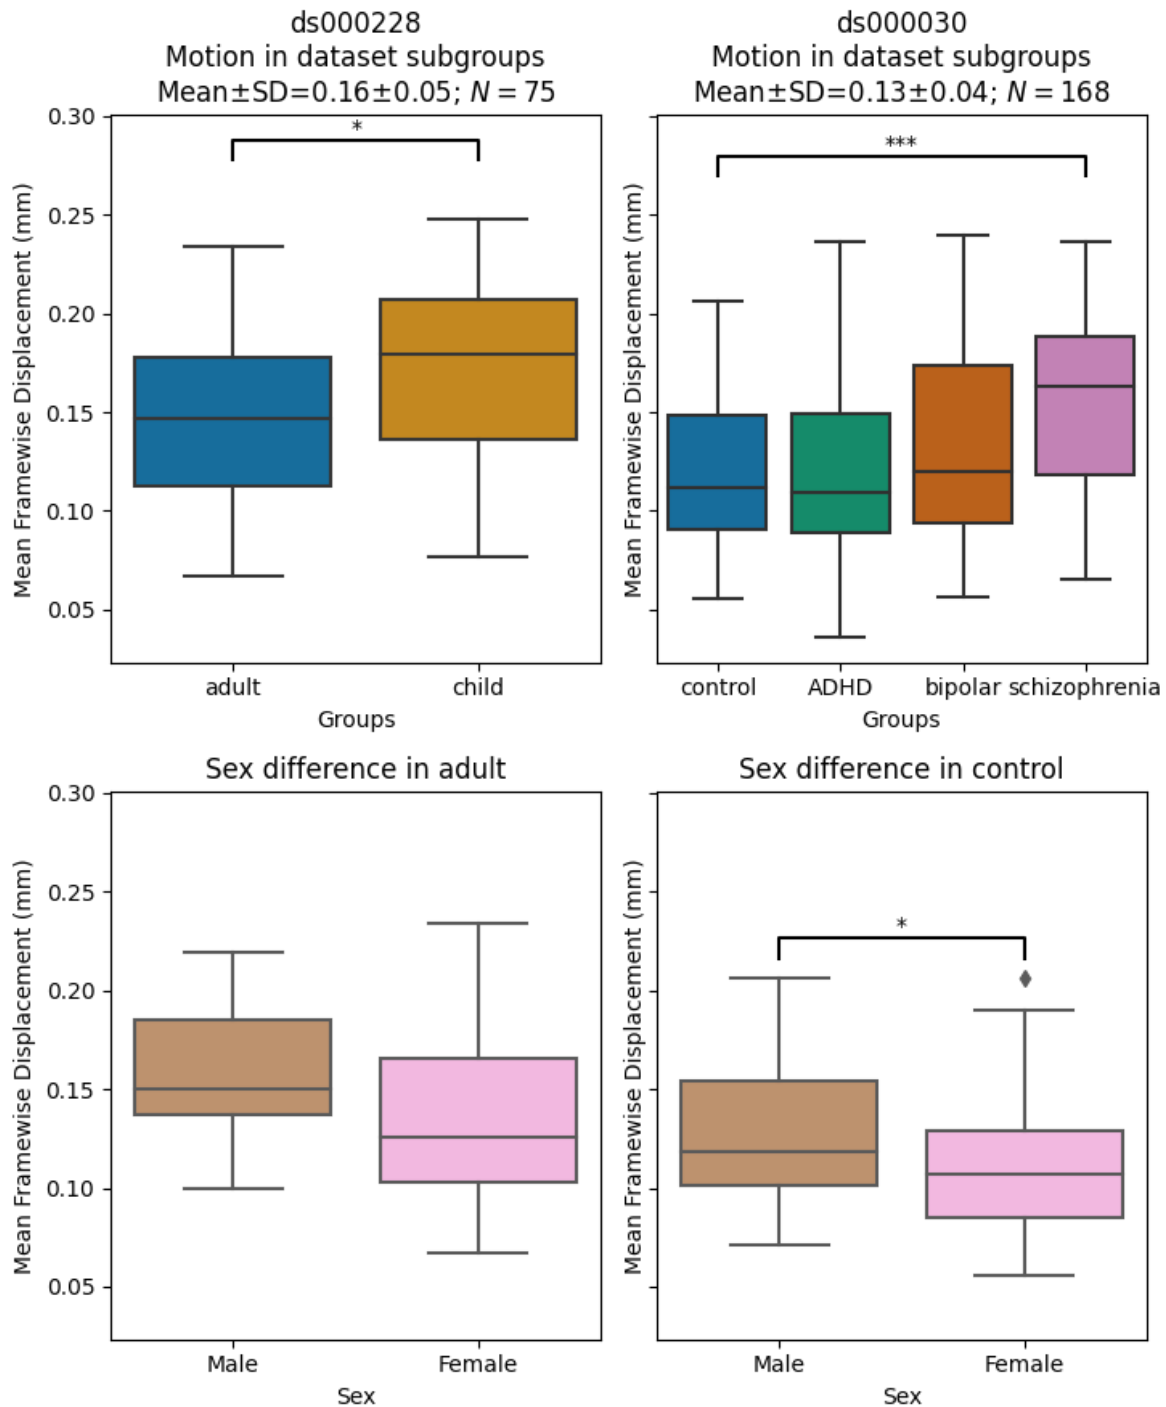 ds000228
Motion in dataset subgroups
Mean±SD=0.16±0.05; N = 75
ds000030
Motion in dataset subgroups
Mean±SD=0.13±0.04; N = 168
0.30
0.25
0.20
0.15
0.10
0.05
Mean Framewise Displacement (mm)
*
adult
child
Groups
Mean Framewise Displacement (mm)
***
control
ADHD
bipolar
schizophrenia
Groups
Sex difference in adult
0.30
0.25
0.20
0.15
0.10
0.05
Mean Framewise Displacement (mm)
Male
Female
Sex
Sex difference in control
Mean Framewise Displacement (mm)
*
Male
Female
Sex